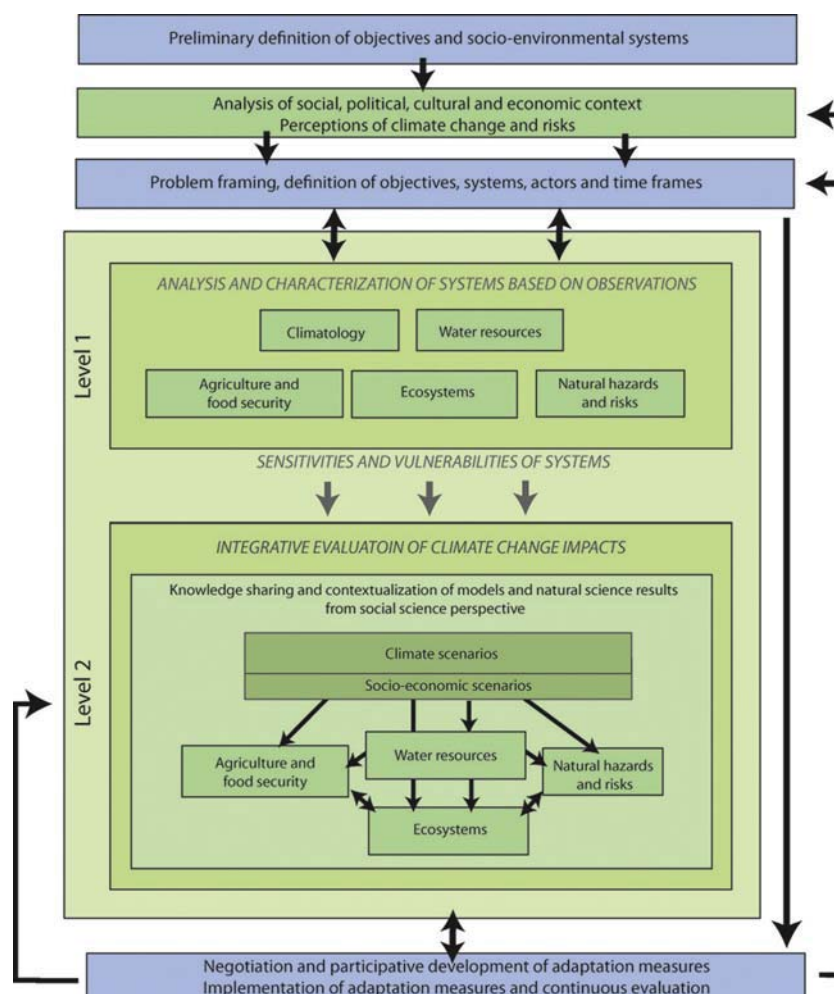 Preliminary definition of objectives and socio-environmental systems
Analysis of social, political, cultural and economic context
Perceptions of climate change and risks
Problem framing, definition of objectives, systems, actors and time frames
Level 1
ANALYSIS AND CHARACTERIZATION OF SYSTEMS BASED ON OBSERVATIONS
Climatology
Water resources
Agriculture and
food security
Ecosystems
Natural hazards
and risks
SENSITIVITIES AND VULNERABILITIES OF SYSTEMS
Level 2
INTEGRATIVE EVALUATOIN OF CLIMATE CHANGE IMPACTS
Knowledge sharing and contextualization of models and natural science results
from social science perspective
Climate scenarios
Socio-economic scenarios
Agriculture and
food security
Water resources
Natural hazards
and risks
Ecosystems
Negotiation and participative development of adaptation measures
Implementation of adaptation measures and continuous evaluation